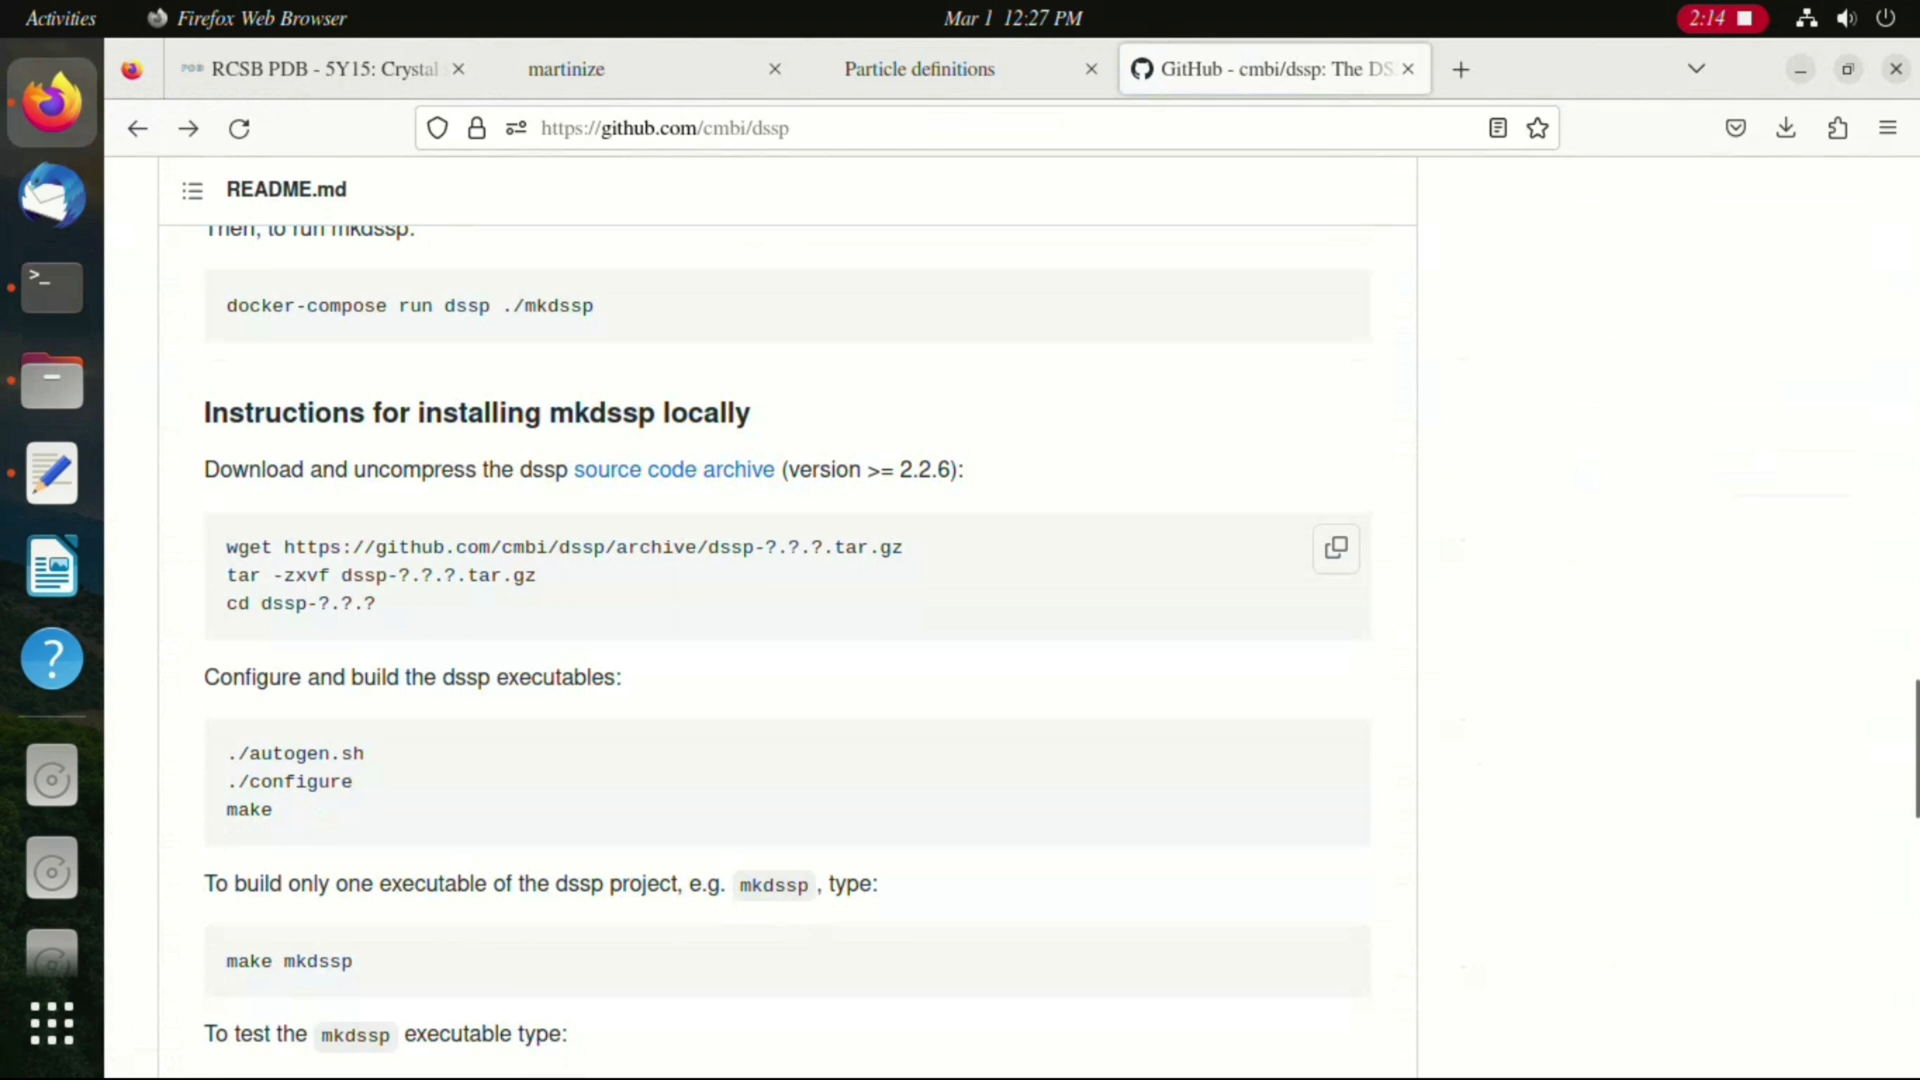 Activities
Firefox Web Browser
Mar 1 12:27 PM
2:14
PDB RCSB PDB - 5Y15: Crystal
martinize
Particle definitions
GitHub - cmbi/dssp: The DS
https://github.com/cmbi/dssp
README.md
Then, to run mkdssp:
docker-compose run dssp ./mkdssp
Instructions for installing mkdssp locally
Download and uncompress the dssp source code archive (version >= 2.2.6):
wget https://github.com/cmbi/dssp/archive/dssp-?.?.?.tar.gz
tar -zxvf dssp-?.?.?.tar.gz
cd dssp-?.?.?
Configure and build the dssp executables:
./autogen.sh
./configure
make
To build only one executable of the dssp project, e.g. mkdssp , type:
make mkdssp
To test the mkdssp executable type: